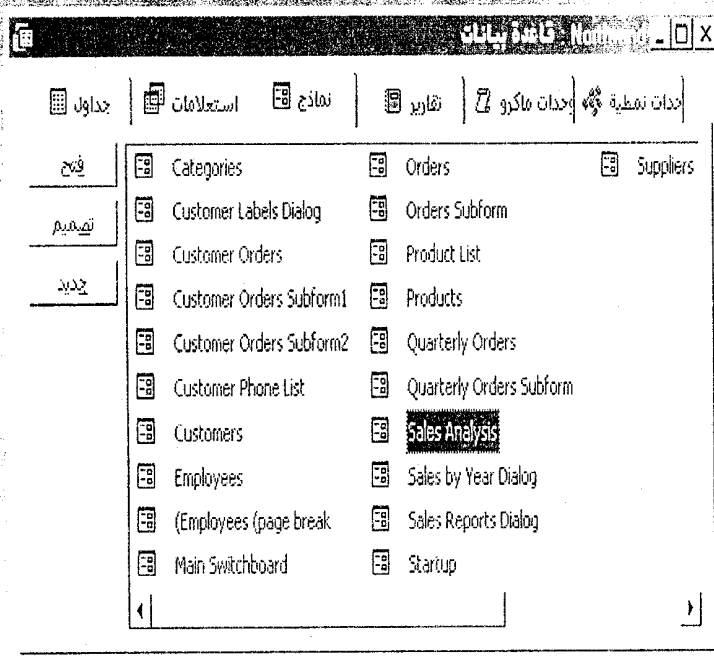 Northwind : قاعدة بيانات
جداول استعلامات نماذج تقارير وحدات ماكرو حدات نمطية
فتح
تصميم
جديد
Categories
Customer Labels Dialog
Customer Orders
Customer Orders Subform1
Customer Orders Subform2
Customer Phone List
Customers
Employees
(Employees (page break
Main Switchboard
Orders
Orders Subform
Product List
Products
Quarterly Orders
Quarterly Orders Subform
Sales Analysis
Sales by Year Dialog
Sales Reports Dialog
Startup
Suppliers